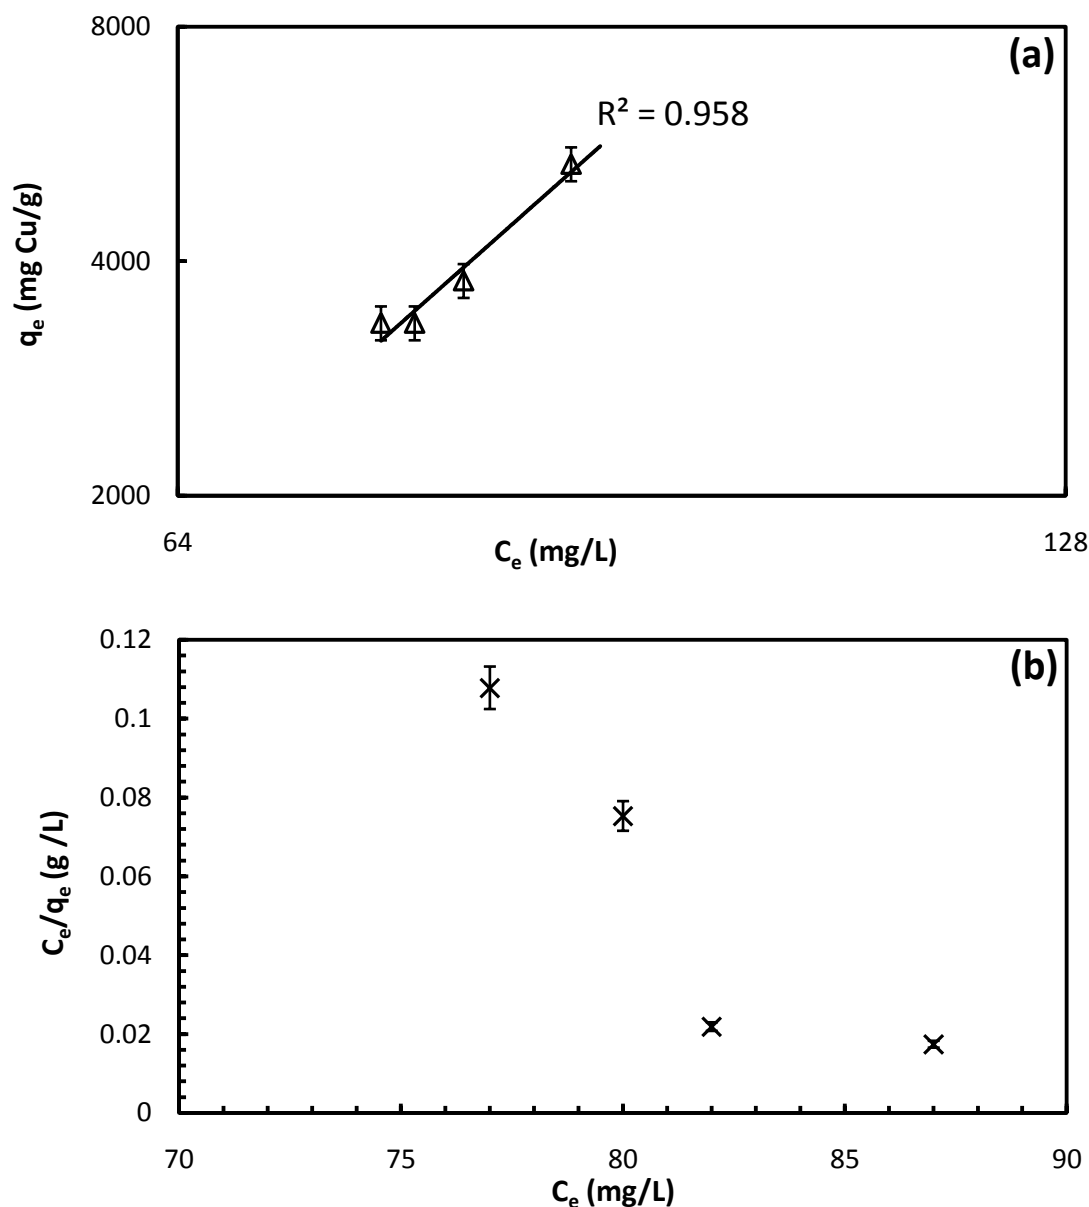 8000
(a)
R² = 0.958
qₑ (mg Cu/g)
4000
2000
64
Cₑ (mg/L)
128
0.12
(b)
0.1
0.08
Cₑ/qₑ (g /L)
0.06
0.04
0.02
0
70
75
80
85
90
Cₑ (mg/L)